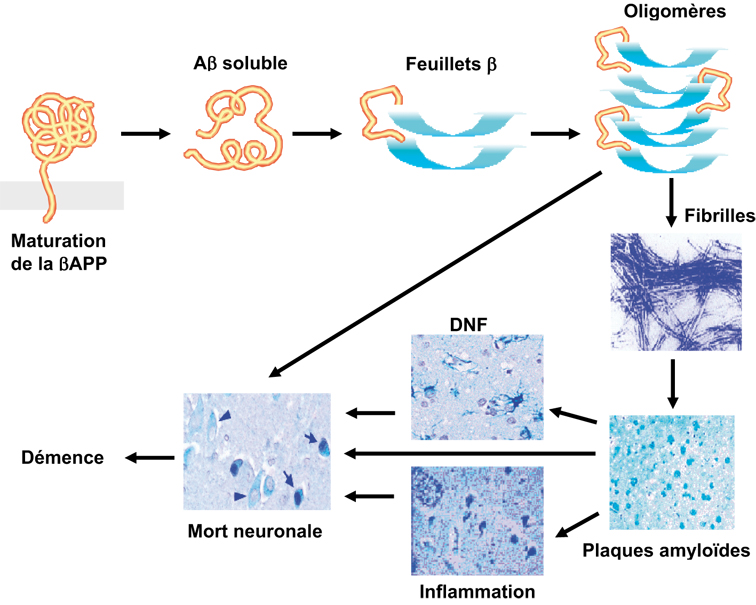 Oligomères
Aβ soluble
Feuillets β
Fibrilles
Maturation
de la βAPP
DNF
Démence
Mort neuronale
Plaques amyloïdes
Inflammation